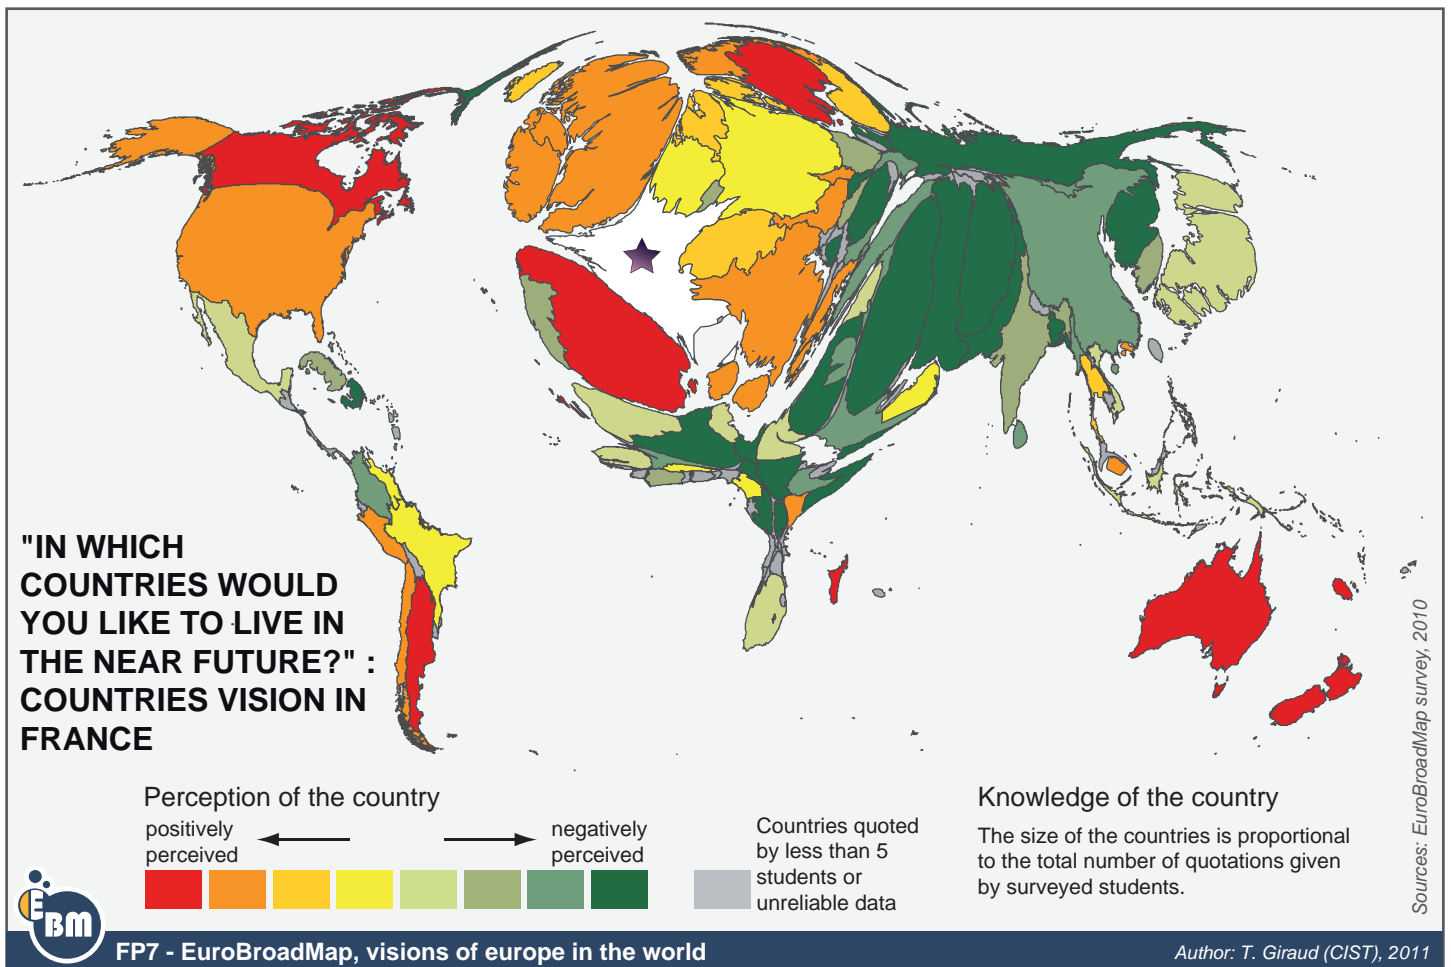 "IN WHICH
COUNTRIES WOULD
YOU LIKE TO LIVE IN
THE NEAR FUTURE?" :
COUNTRIES VISION IN
FRANCE
Perception of the country
positively
perceived
negatively
perceived
Countries quoted
by less than 5
students or
unreliable data
Knowledge of the country
The size of the countries is proportional
to the total number of quotations given
by surveyed students.
Sources: EuroBroadMap survey, 2010
E
BM
FP7 - EuroBroadMap, visions of europe in the world
Author: T. Giraud (CIST), 2011